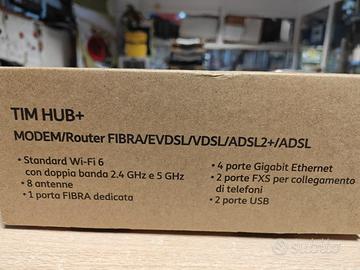 TIM HUB+
MODEM/Router FIBRA/EVDSL/VDSL/ADSL2+/ADSL
• Standard Wi-Fi 6
con doppia banda 2.4 GHz e 5 GHz
• 8 antenne
• 1 porta FIBRA dedicata
• 4 porte Gigabit Ethernet
• 2 porte FXS per collegamento
di telefoni
• 2 porte USB
subito